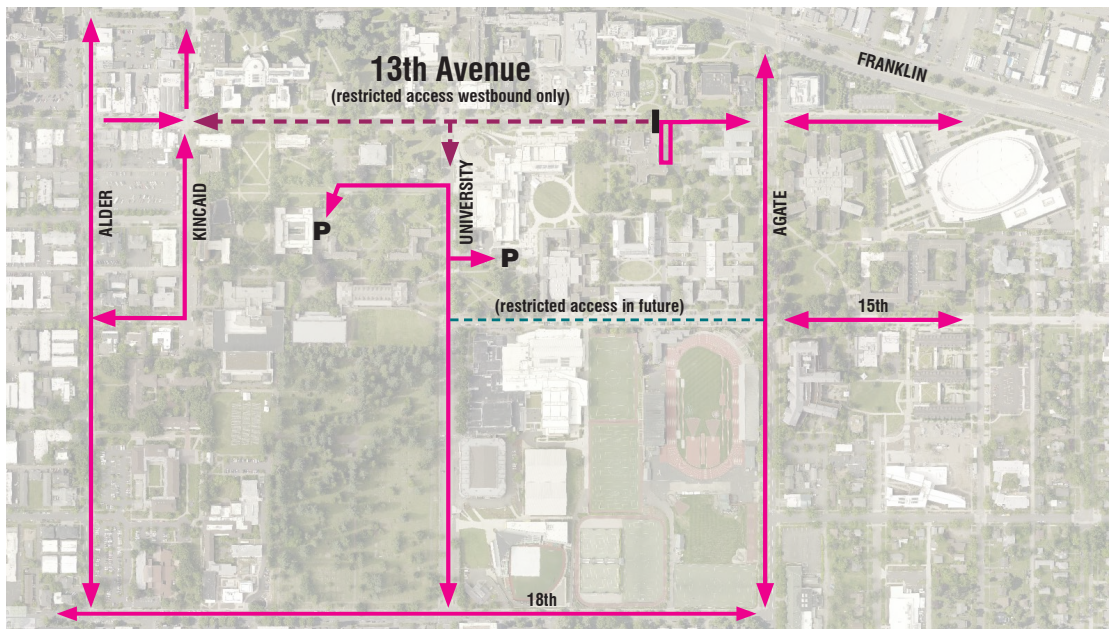 FRANKLIN
13th Avenue
(restricted access westbound only)
ALDER
KINCAID
UNIVERSITY
AGATE
P
P
(restricted access in future)
15th
18th